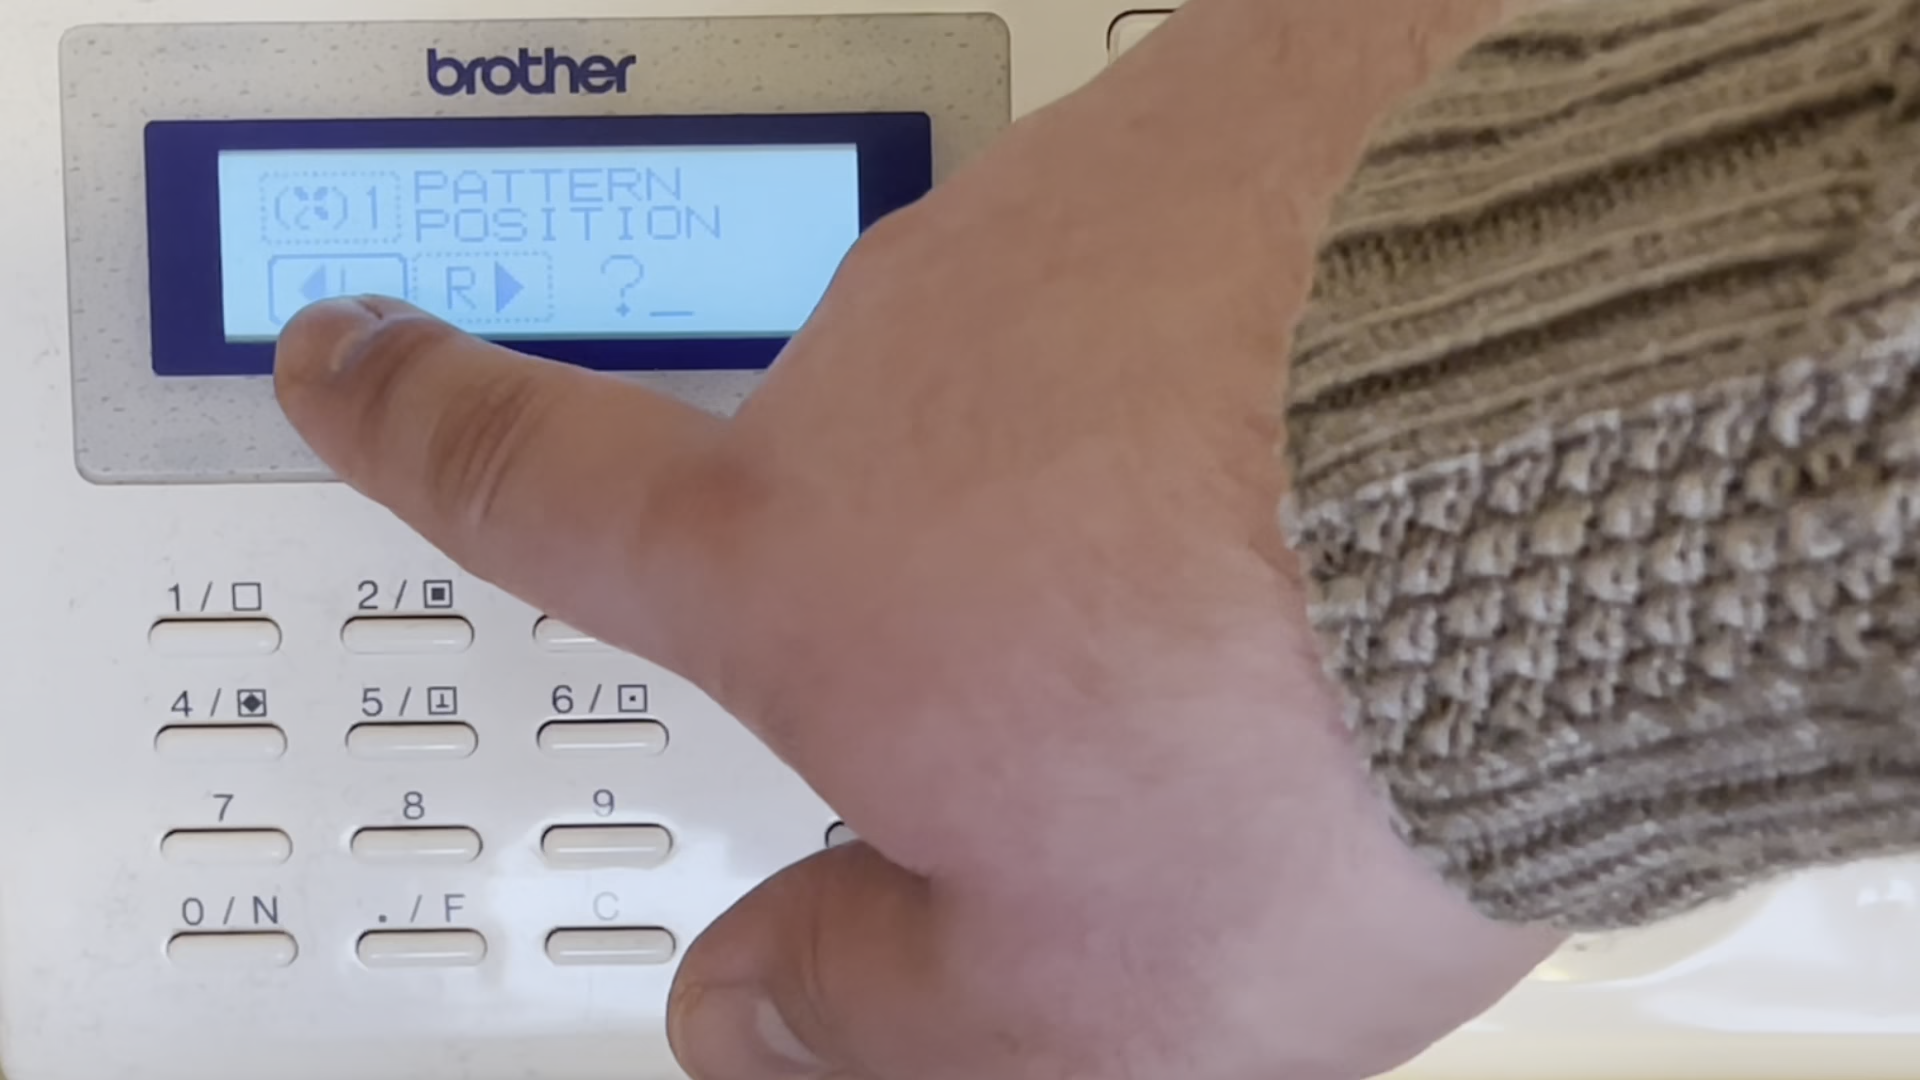 brother
1 PATTERN
POSITION
L R ? _
1 / 2 /
4 / 5 / 6 /
7 8 9
0 / N . / F C